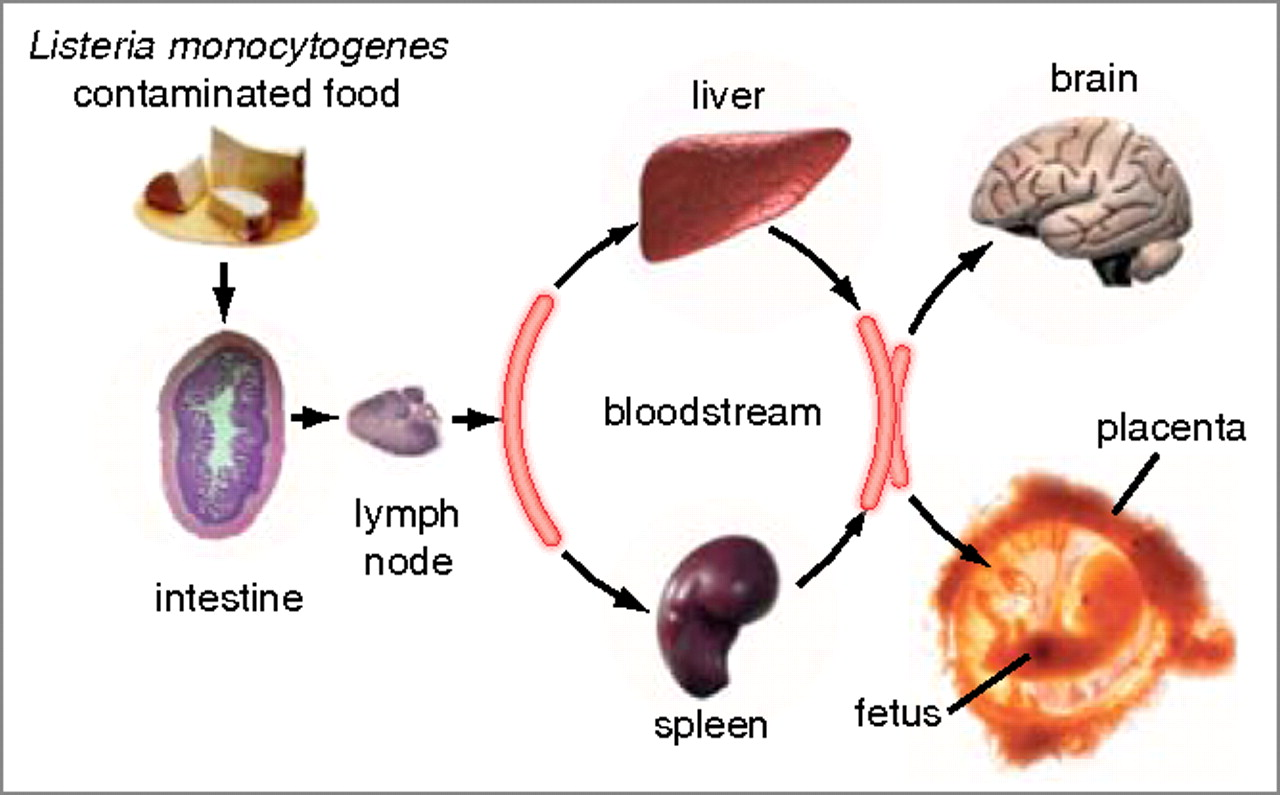 Listeria monocytogenes
contaminated food
liver
brain
bloodstream
placenta
lymph
node
intestine
spleen
fetus